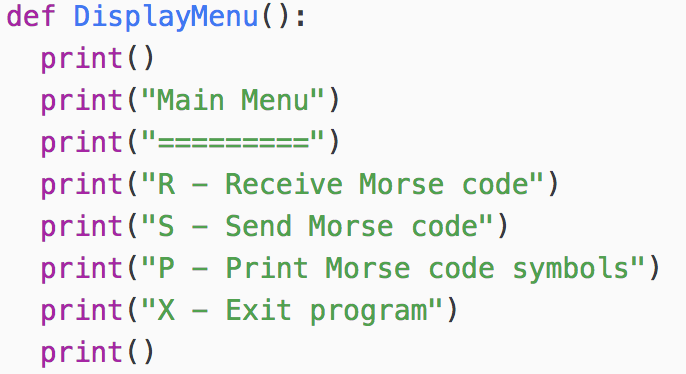 def DisplayMenu():
  print()
  print("Main Menu")
  print("=========")
  print("R - Receive Morse code")
  print("S - Send Morse code")
  print("P - Print Morse code symbols")
  print("X - Exit program")
  print()